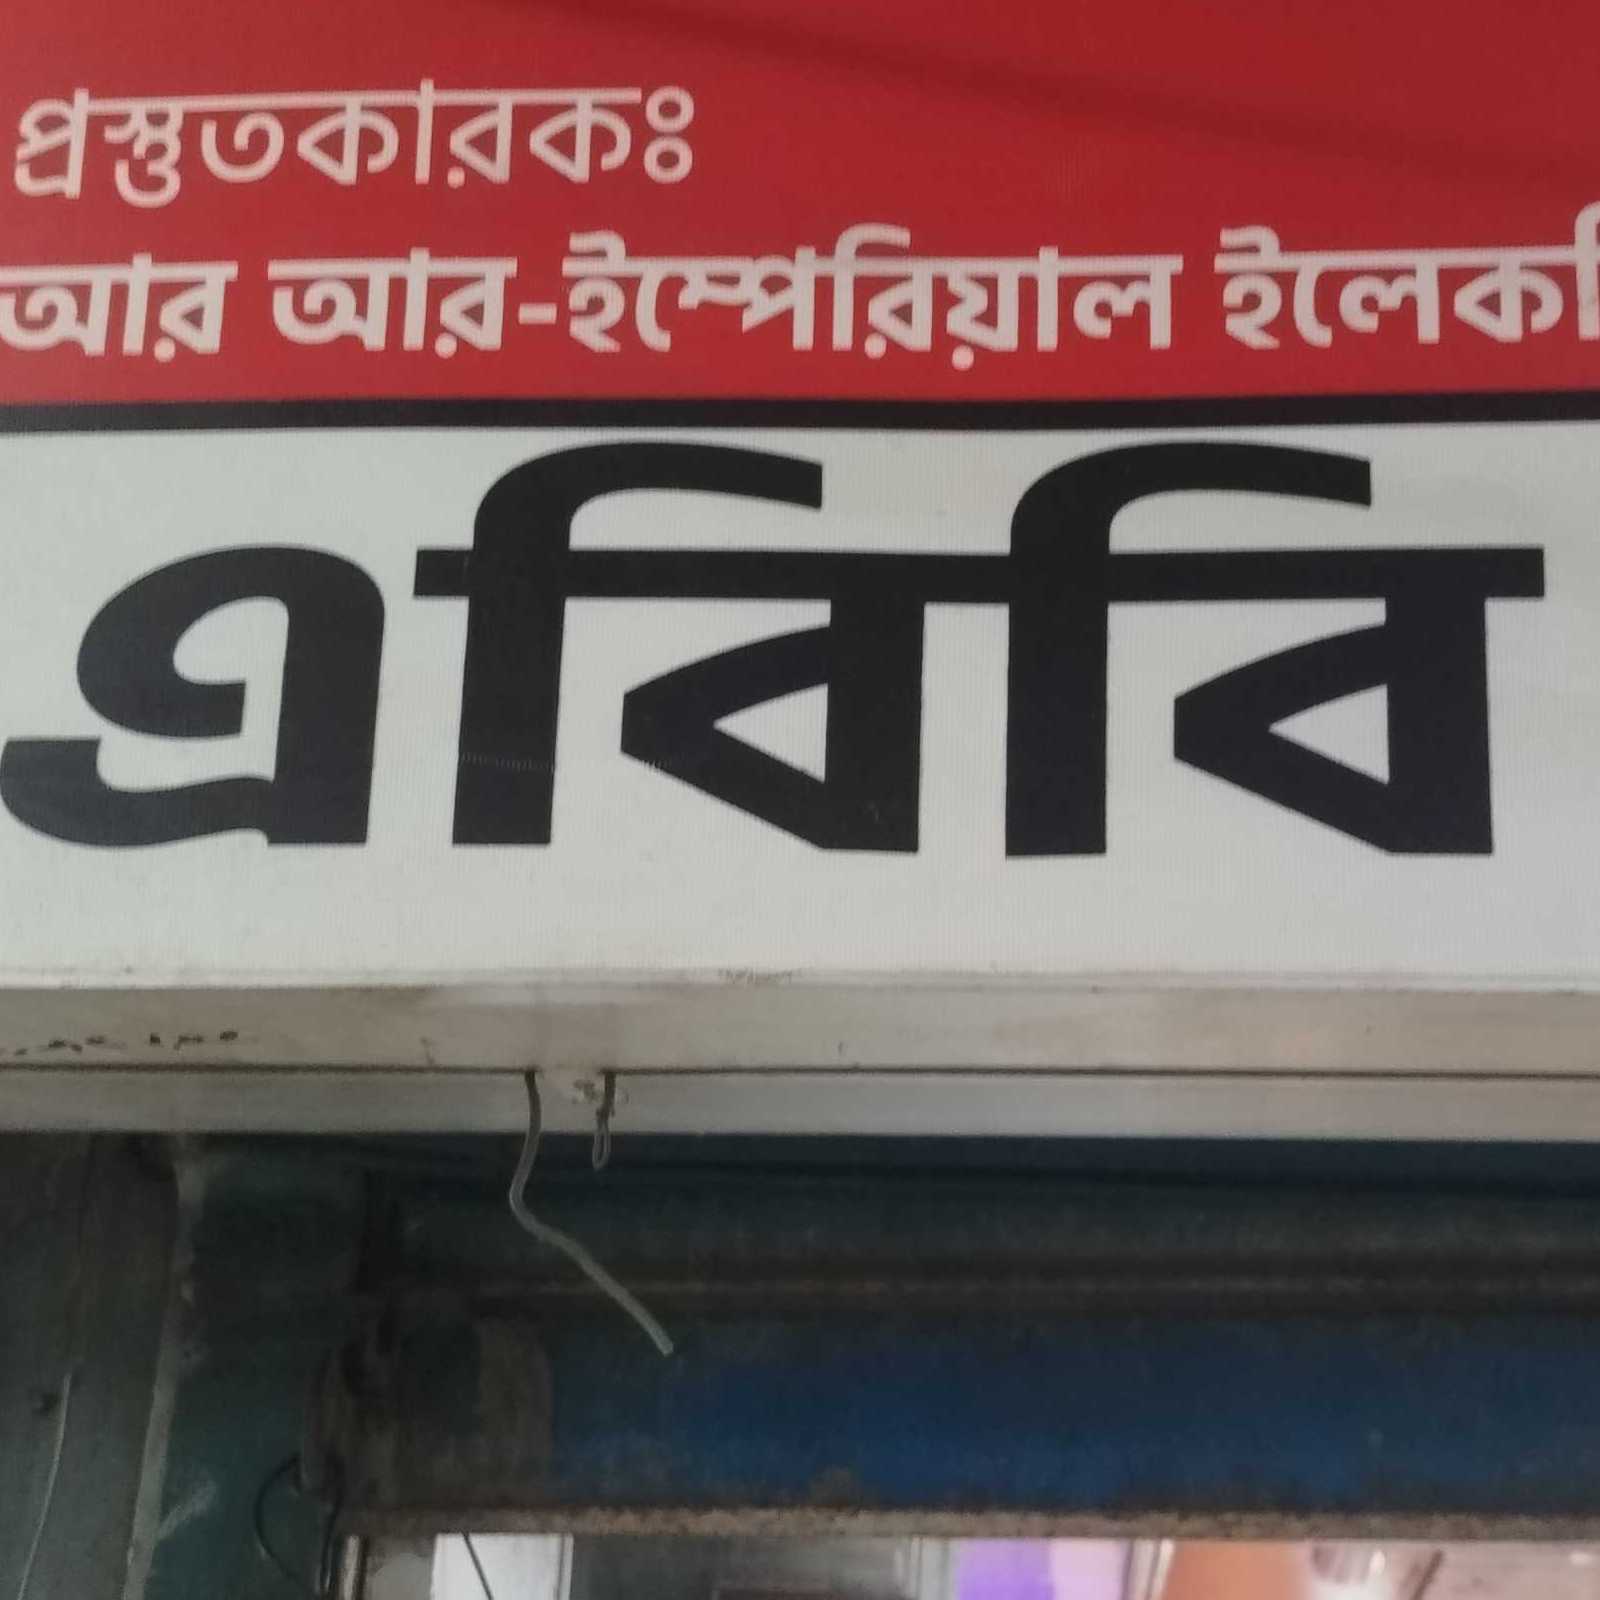 প্রস্তুতকারকঃ
আর আর-ইম্পেরিয়াল
এবিবি